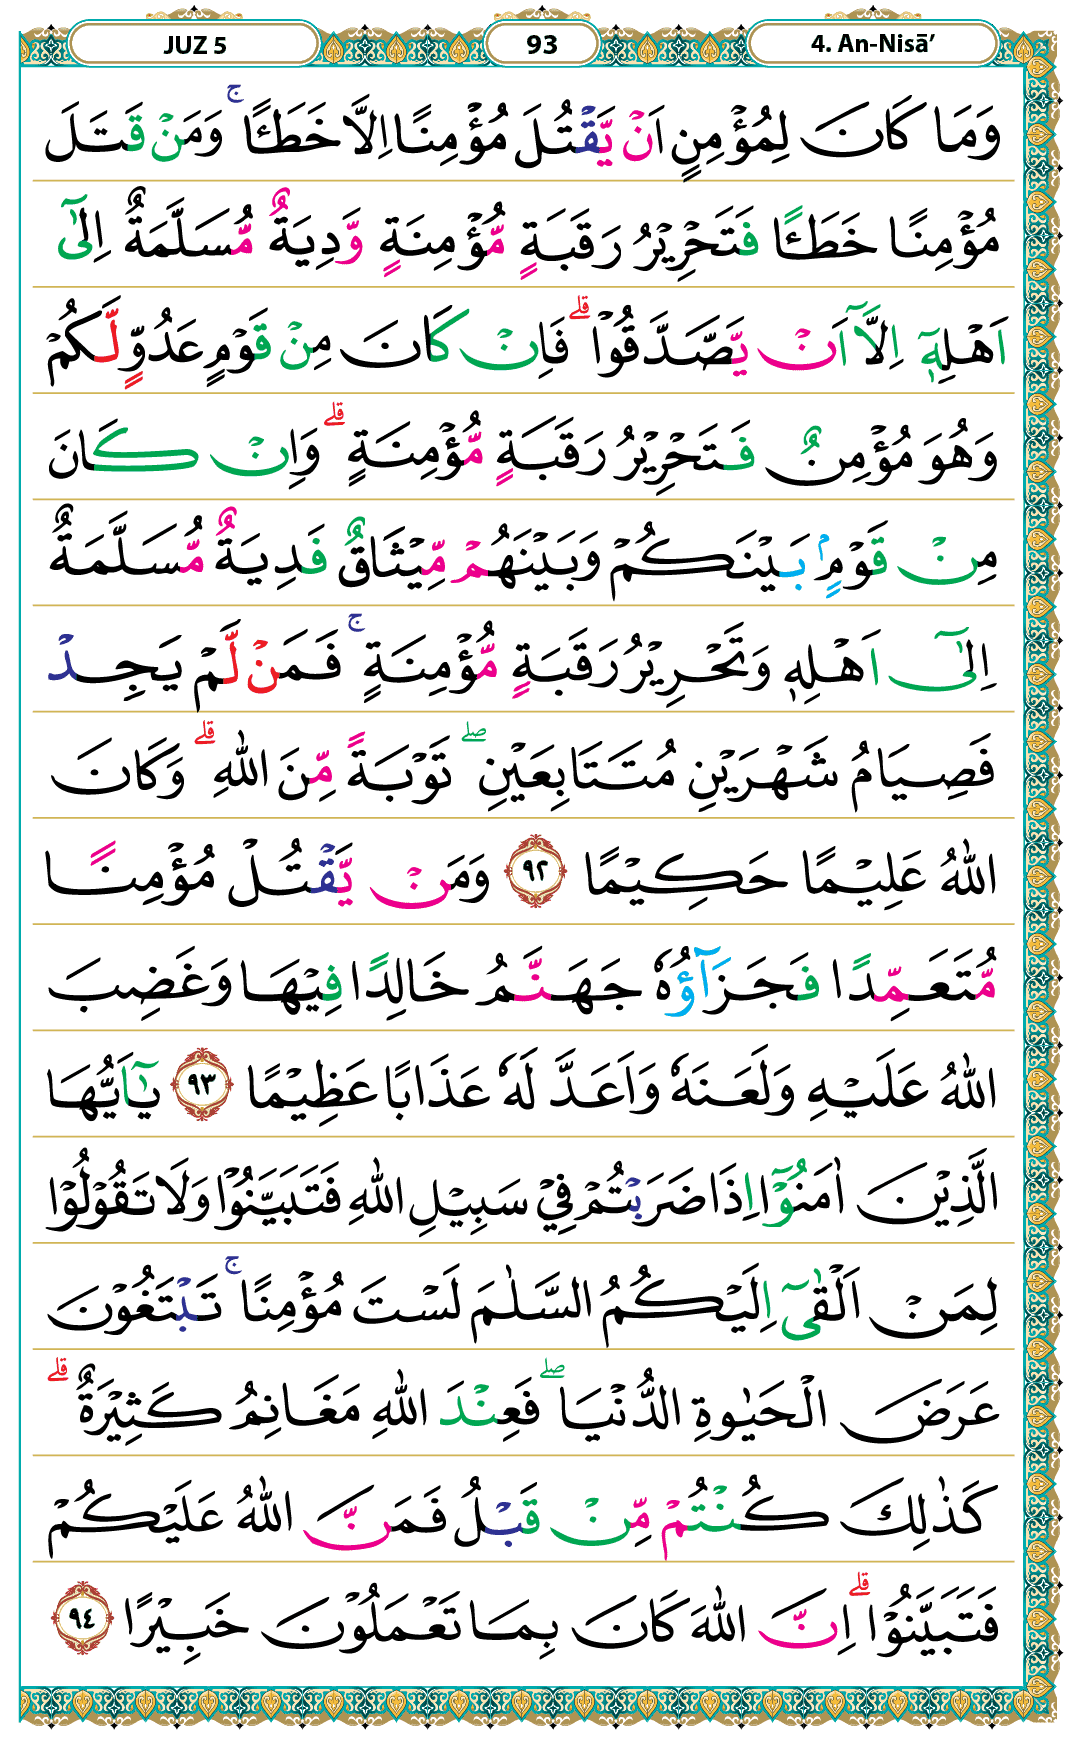 JUZ 5 93 4. An-Nisā’
وَمَا كَانَ لِمُؤْمِنٍ اَنْ يَّقْتُلَ مُؤْمِنًا اِلَّا خَطَـًٔا ۚ وَمَنْ قَتَلَ
مُؤْمِنًا خَطَـًٔا فَتَحْرِيْرُ رَقَبَةٍ مُّؤْمِنَةٍ وَّدِيَةٌ مُّسَلَّمَةٌ اِلٰٓى
اَهْلِهٖٓ اِلَّآ اَنْ يَّصَّدَّقُوْا ۗ فَاِنْ كَانَ مِنْ قَوْمٍ عَدُوٍّ لَّكُمْ
وَهُوَ مُؤْمِنٌ فَتَحْرِيْرُ رَقَبَةٍ مُّؤْمِنَةٍ ۗ وَاِنْ كَانَ
مِنْ قَوْمٍۢ بَيْنَكُمْ وَبَيْنَهُمْ مِّيْثَاقٌ فَدِيَةٌ مُّسَلَّمَةٌ
اِلٰٓى اَهْلِهٖ وَتَحْرِيْرُ رَقَبَةٍ مُّؤْمِنَةٍ ۚ فَمَنْ لَّمْ يَجِدْ
فَصِيَامُ شَهْرَيْنِ مُتَتَابِعَيْنِ ۖ تَوْبَةً مِّنَ اللّٰهِ ۗ وَكَانَ
اللّٰهُ عَلِيْمًا حَكِيْمًا ٩٢ وَمَنْ يَّقْتُلْ مُؤْمِنًا
مُّتَعَمِّدًا فَجَزَآؤُهٗ جَهَنَّمُ خَالِدًا فِيْهَا وَغَضِبَ
اللّٰهُ عَلَيْهِ وَلَعَنَهٗ وَاَعَدَّ لَهٗ عَذَابًا عَظِيْمًا ٩٣ يٰٓاَيُّهَا
الَّذِيْنَ اٰمَنُوْٓا اِذَا ضَرَبْتُمْ فِيْ سَبِيْلِ اللّٰهِ فَتَبَيَّنُوْا وَلَا تَقُوْلُوْا
لِمَنْ اَلْقٰىٓ اِلَيْكُمُ السَّلٰمَ لَسْتَ مُؤْمِنًا ۚ تَبْتَغُوْنَ
عَرَضَ الْحَيٰوةِ الدُّنْيَا ۖ فَعِنْدَ اللّٰهِ مَغَانِمُ كَثِيْرَةٌ ۗ
كَذٰلِكَ كُنْتُمْ مِّنْ قَبْلُ فَمَنَّ اللّٰهُ عَلَيْكُمْ
فَتَبَيَّنُوْا ۗ اِنَّ اللّٰهَ كَانَ بِمَا تَعْمَلُوْنَ خَبِيْرًا ٩٤